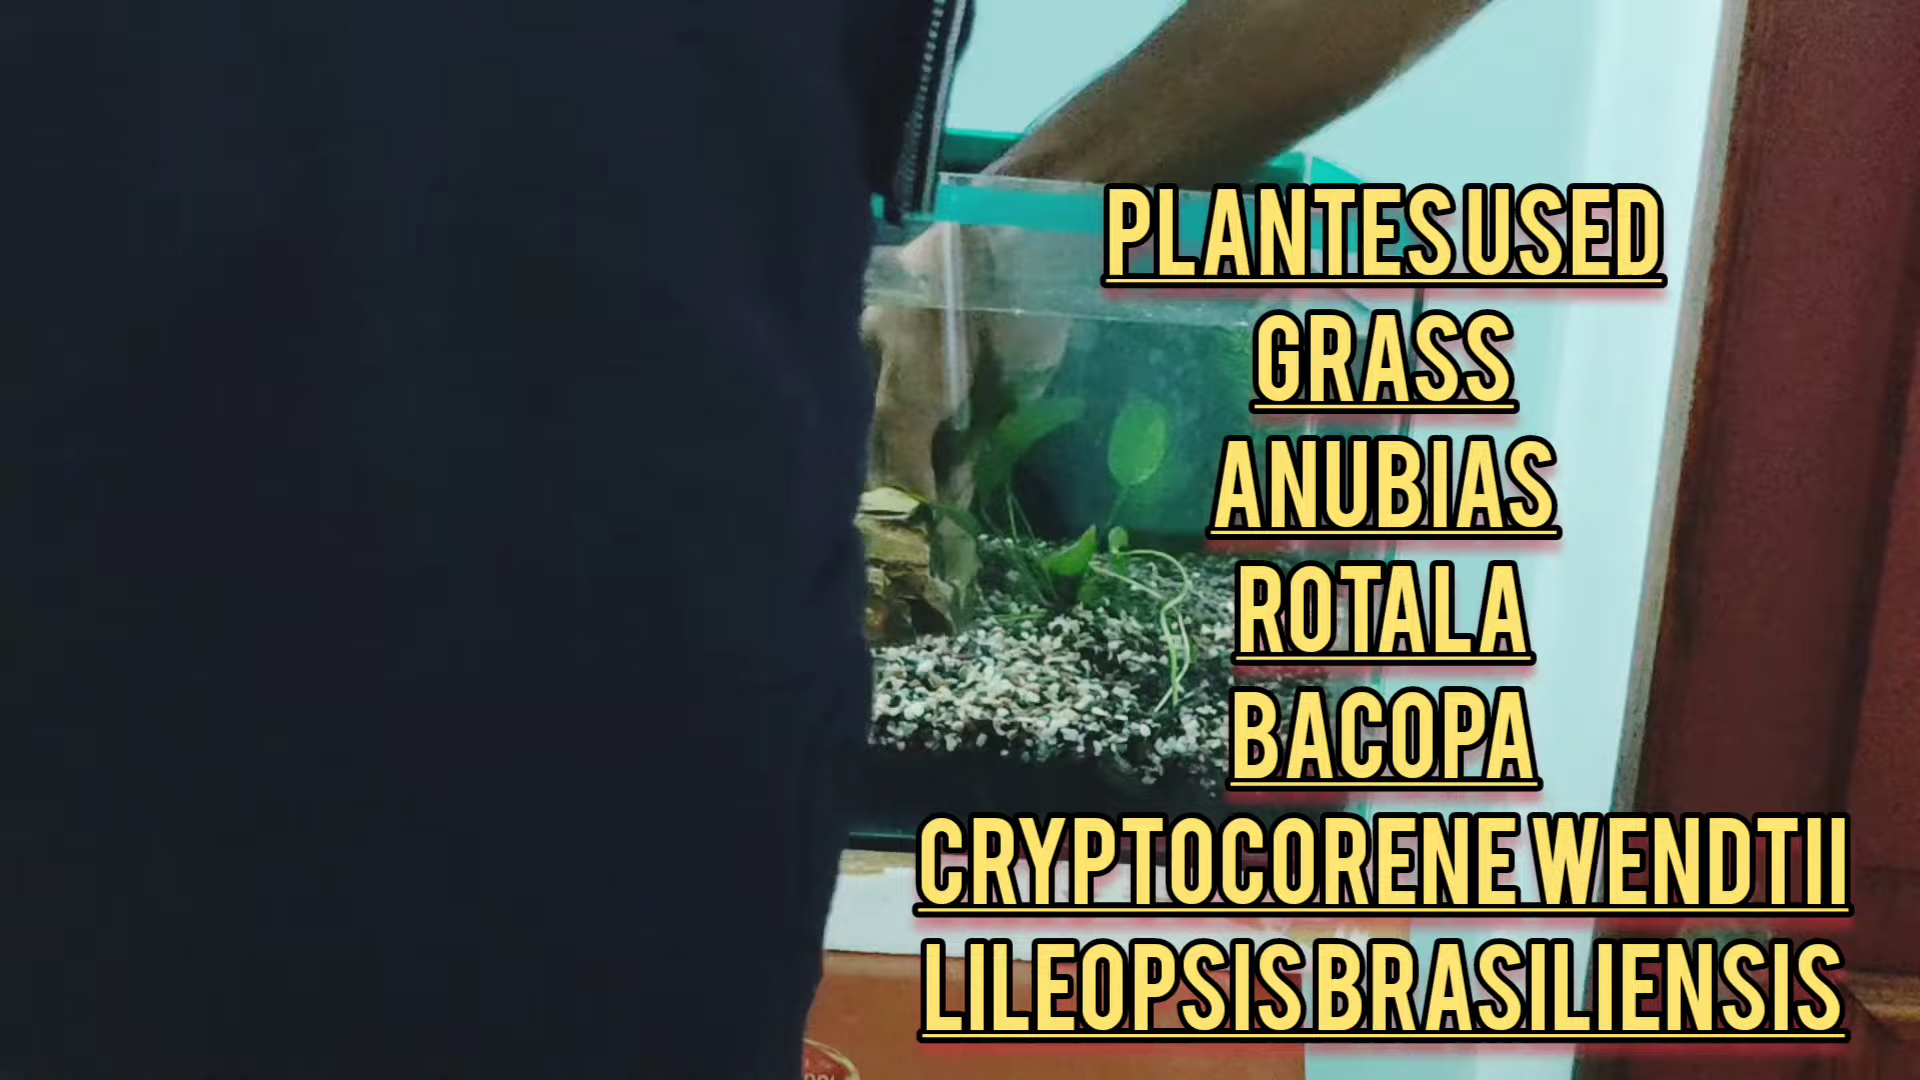 PLANTES USED
GRASS
ANUBIAS
ROTALA
BACOPA
CRYPTOCORENE WENDTII
LILEOPSIS BRASILIENSIS